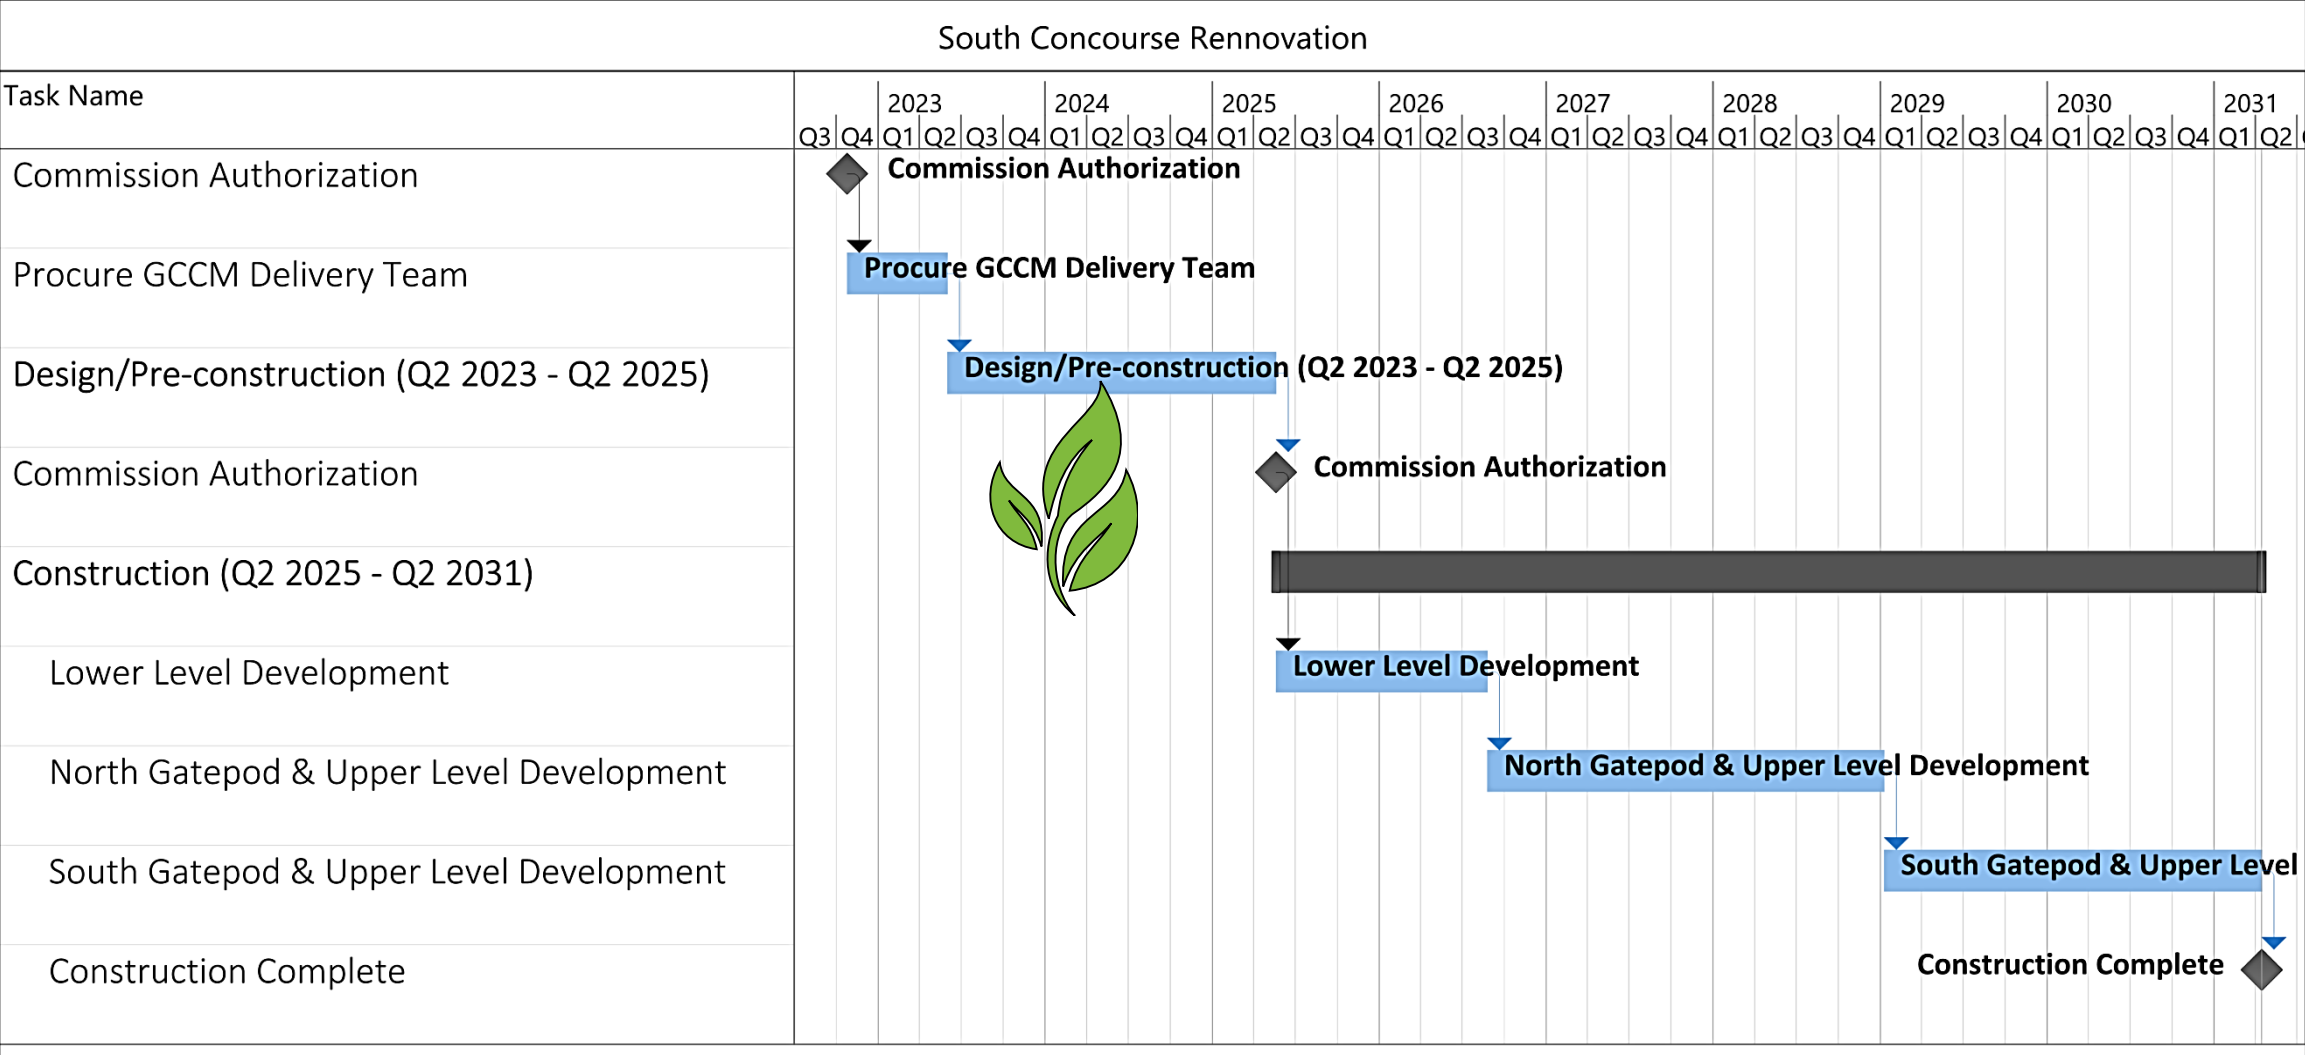 South Concourse Rennovation
Task Name
2023 2024 2025 2026 2027 2028 2029 2030 2031
Q3 Q4 Q1 Q2 Q3 Q4 Q1 Q2 Q3 Q4 Q1 Q2 Q3 Q4 Q1 Q2 Q3 Q4 Q1 Q2 Q3 Q4 Q1 Q2 Q3 Q4 Q1 Q2 Q3 Q4 Q1 Q2 Q3 Q4 Q1 Q2
Commission Authorization
Commission Authorization
Procure GCCM Delivery Team
Procure GCCM Delivery Team
Design/Pre-construction (Q2 2023 - Q2 2025)
Design/Pre-construction (Q2 2023 - Q2 2025)
Commission Authorization
Commission Authorization
Construction (Q2 2025 - Q2 2031)
Lower Level Development
Lower Level Development
North Gatepod & Upper Level Development
North Gatepod & Upper Level Development
South Gatepod & Upper Level Development
South Gatepod & Upper Level
Construction Complete
Construction Complete